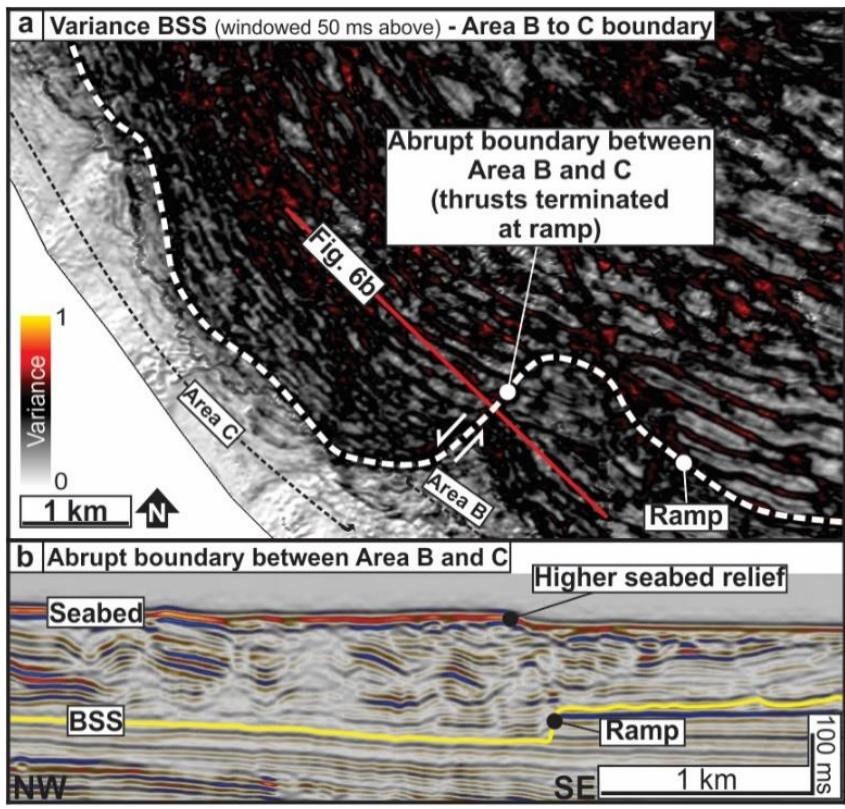 a Variance BSS (windowed 50 ms above) - Area B to C boundary
Abrupt boundary between
Area B and C
(thrusts terminated
at ramp)
Fig. 6b
1
Variance
0
Area C
Area B
1 km
N
Ramp
b Abrupt boundary between Area B and C
Higher seabed relief
Seabed
BSS
Ramp
100 ms
NW
SE
1 km